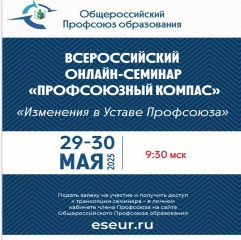 Общероссийский
Профсоюз образования
ВСЕРОССИЙСКИЙ
ОНЛАЙН-СЕМИНАР
«ПРОФСОЮЗНЫЙ КОМПАС»
«Изменения в Уставе Профсоюза»
29-30
МАЯ 2025
9:30 мск
Подать заявку на участие и получить доступ
к трансляции семинара - в личном
кабинете члена Профсоюза на сайте
Общероссийского Профсоюза образования
eseur.ru